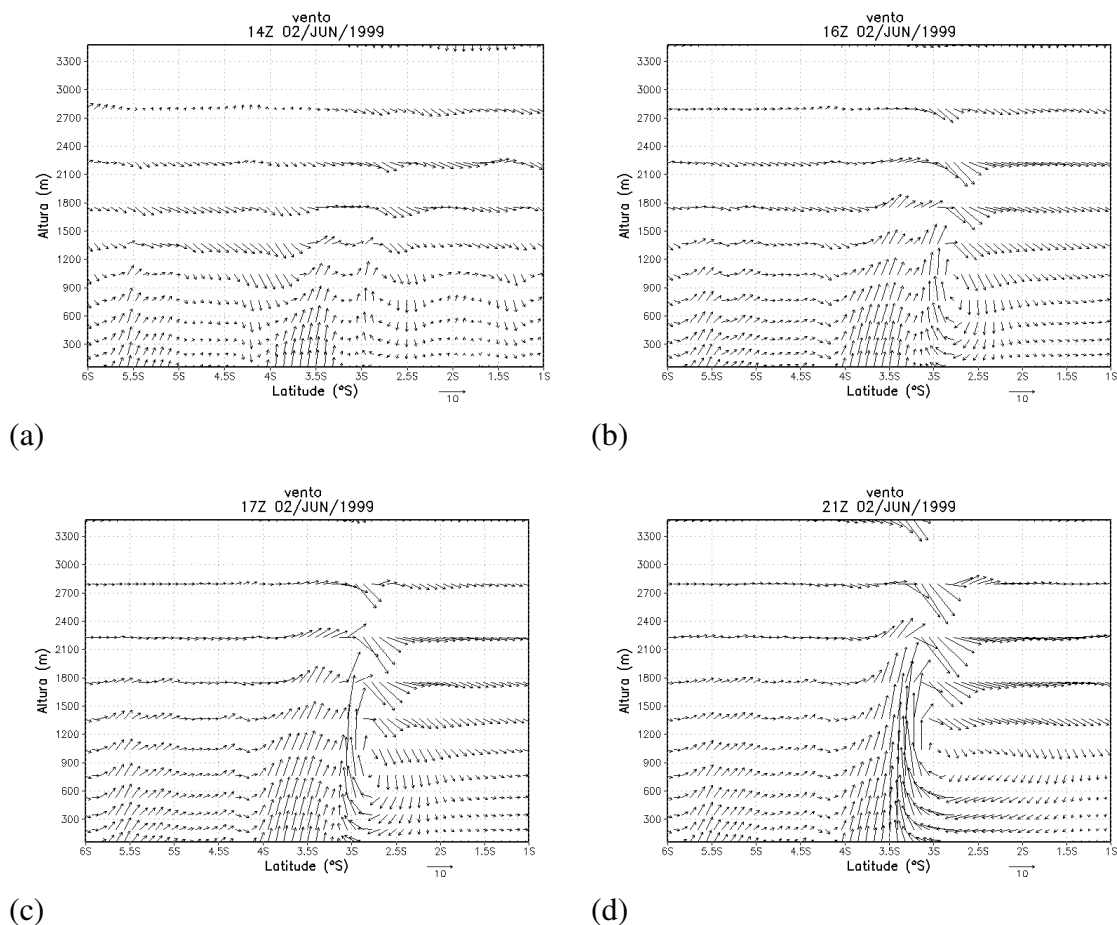 vento
14Z 02/JUN/1999
Altura (m)
3300
3000
2700
2400
2100
1800
1500
1200
900
600
300
6S 5.5S 5S 4.5S 4S 3.5S 3S 2.5S 2S 1.5S 1S
Latitude (ºS)
10
(a)
vento
16Z 02/JUN/1999
Altura (m)
3300
3000
2700
2400
2100
1800
1500
1200
900
600
300
6S 5.5S 5S 4.5S 4S 3.5S 3S 2.5S 2S 1.5S 1S
Latitude (ºS)
10
(b)
vento
17Z 02/JUN/1999
Altura (m)
3300
3000
2700
2400
2100
1800
1500
1200
900
600
300
6S 5.5S 5S 4.5S 4S 3.5S 3S 2.5S 2S 1.5S 1S
Latitude (ºS)
10
(c)
vento
21Z 02/JUN/1999
Altura (m)
3300
3000
2700
2400
2100
1800
1500
1200
900
600
300
6S 5.5S 5S 4.5S 4S 3.5S 3S 2.5S 2S 1.5S 1S
Latitude (ºS)
10
(d)